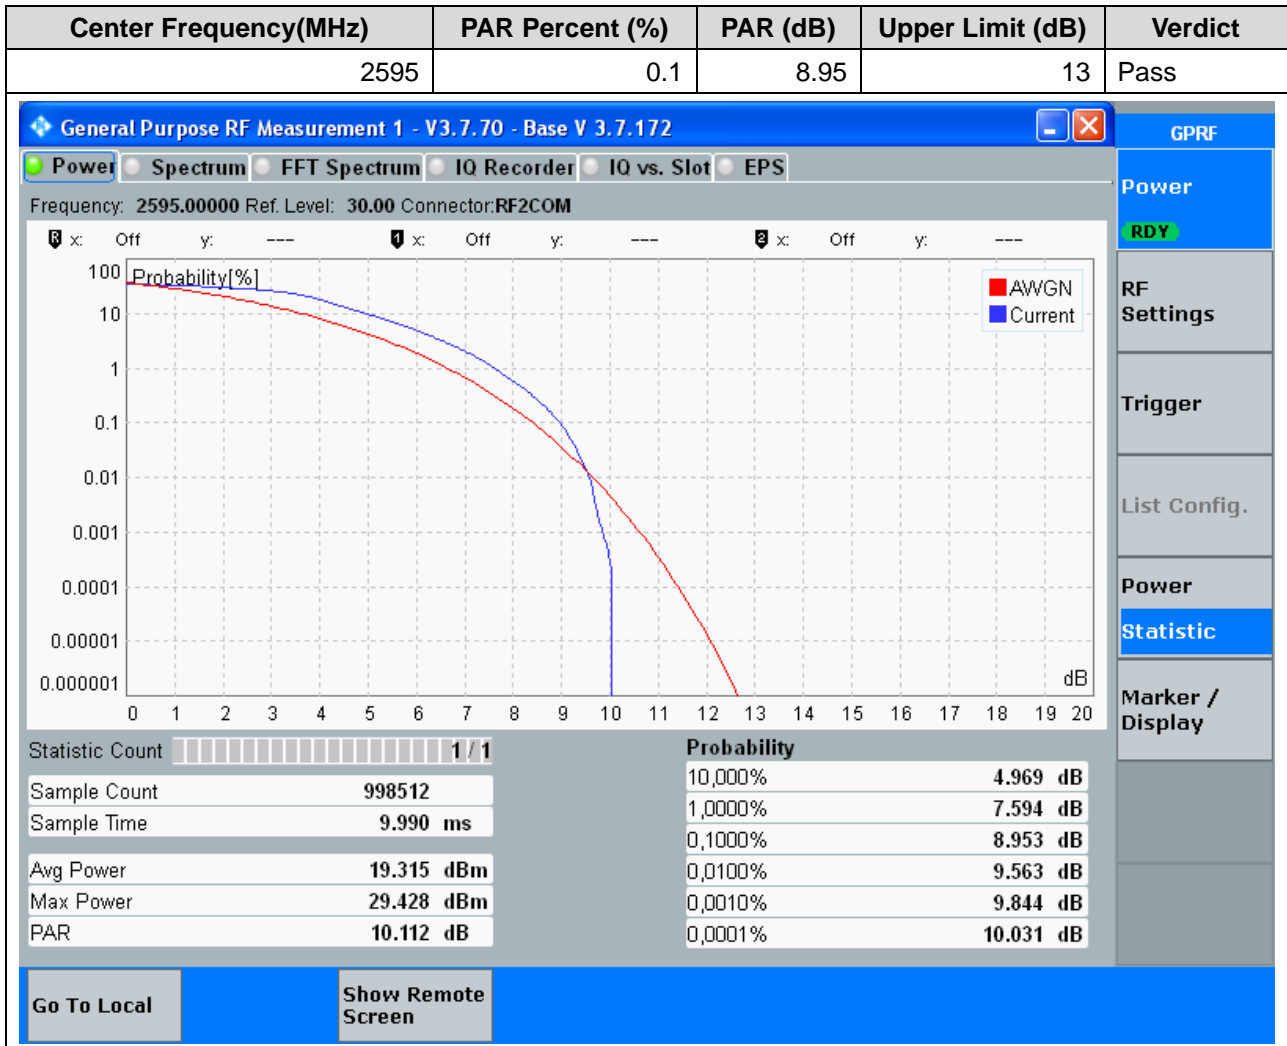 Center Frequency(MHz) PAR Percent (%) PAR (dB) Upper Limit (dB) Verdict
2595 0.1 8.95 13 Pass
General Purpose RF Measurement 1 - V3.7.70 - Base V 3.7.172
GPRF
Power Spectrum FFT Spectrum IQ Recorder IQ vs. Slot EPS
Frequency: 2595.00000 Ref. Level: 30.00 Connector:RF2COM
R x: Off y: --- 1 x: Off y: --- 2 x: Off y: ---
Probability[%]
AWGN
Current
100
10
1
0.1
0.01
0.001
0.0001
0.00001
0.000001
dB
0 1 2 3 4 5 6 7 8 9 10 11 12 13 14 15 16 17 18 19 20
Statistic Count 1 / 1
Sample Count 998512
Sample Time 9.990 ms
Avg Power 19.315 dBm
Max Power 29.428 dBm
PAR 10.112 dB
Probability
10,000% 4.969 dB
1,0000% 7.594 dB
0,1000% 8.953 dB
0,0100% 9.563 dB
0,0010% 9.844 dB
0,0001% 10.031 dB
Power
RDY
RF
Settings
Trigger
List Config.
Power
Statistic
Marker /
Display
Go To Local
Show Remote
Screen